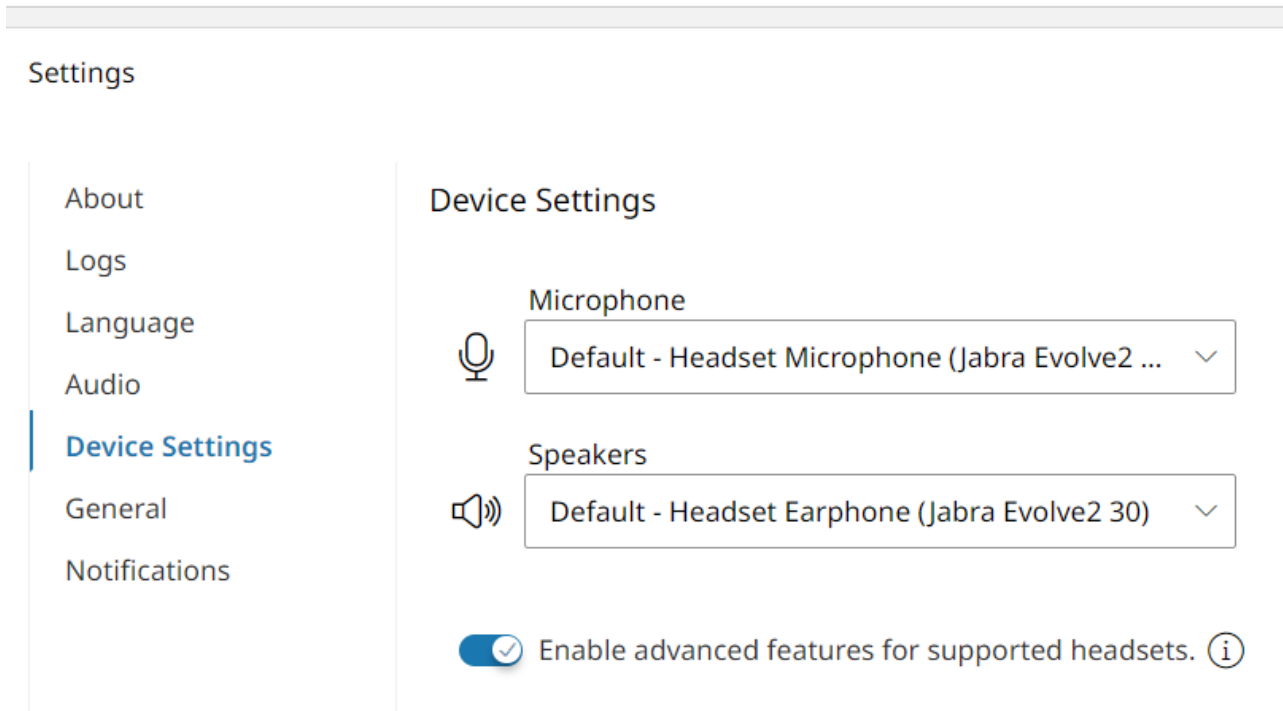 Settings
About
Logs
Language
Audio
Device Settings
General
Notifications
Device Settings
Microphone
Default - Headset Microphone (Jabra Evolve2 ...
Speakers
Default - Headset Earphone (Jabra Evolve2 30)
Enable advanced features for supported headsets.